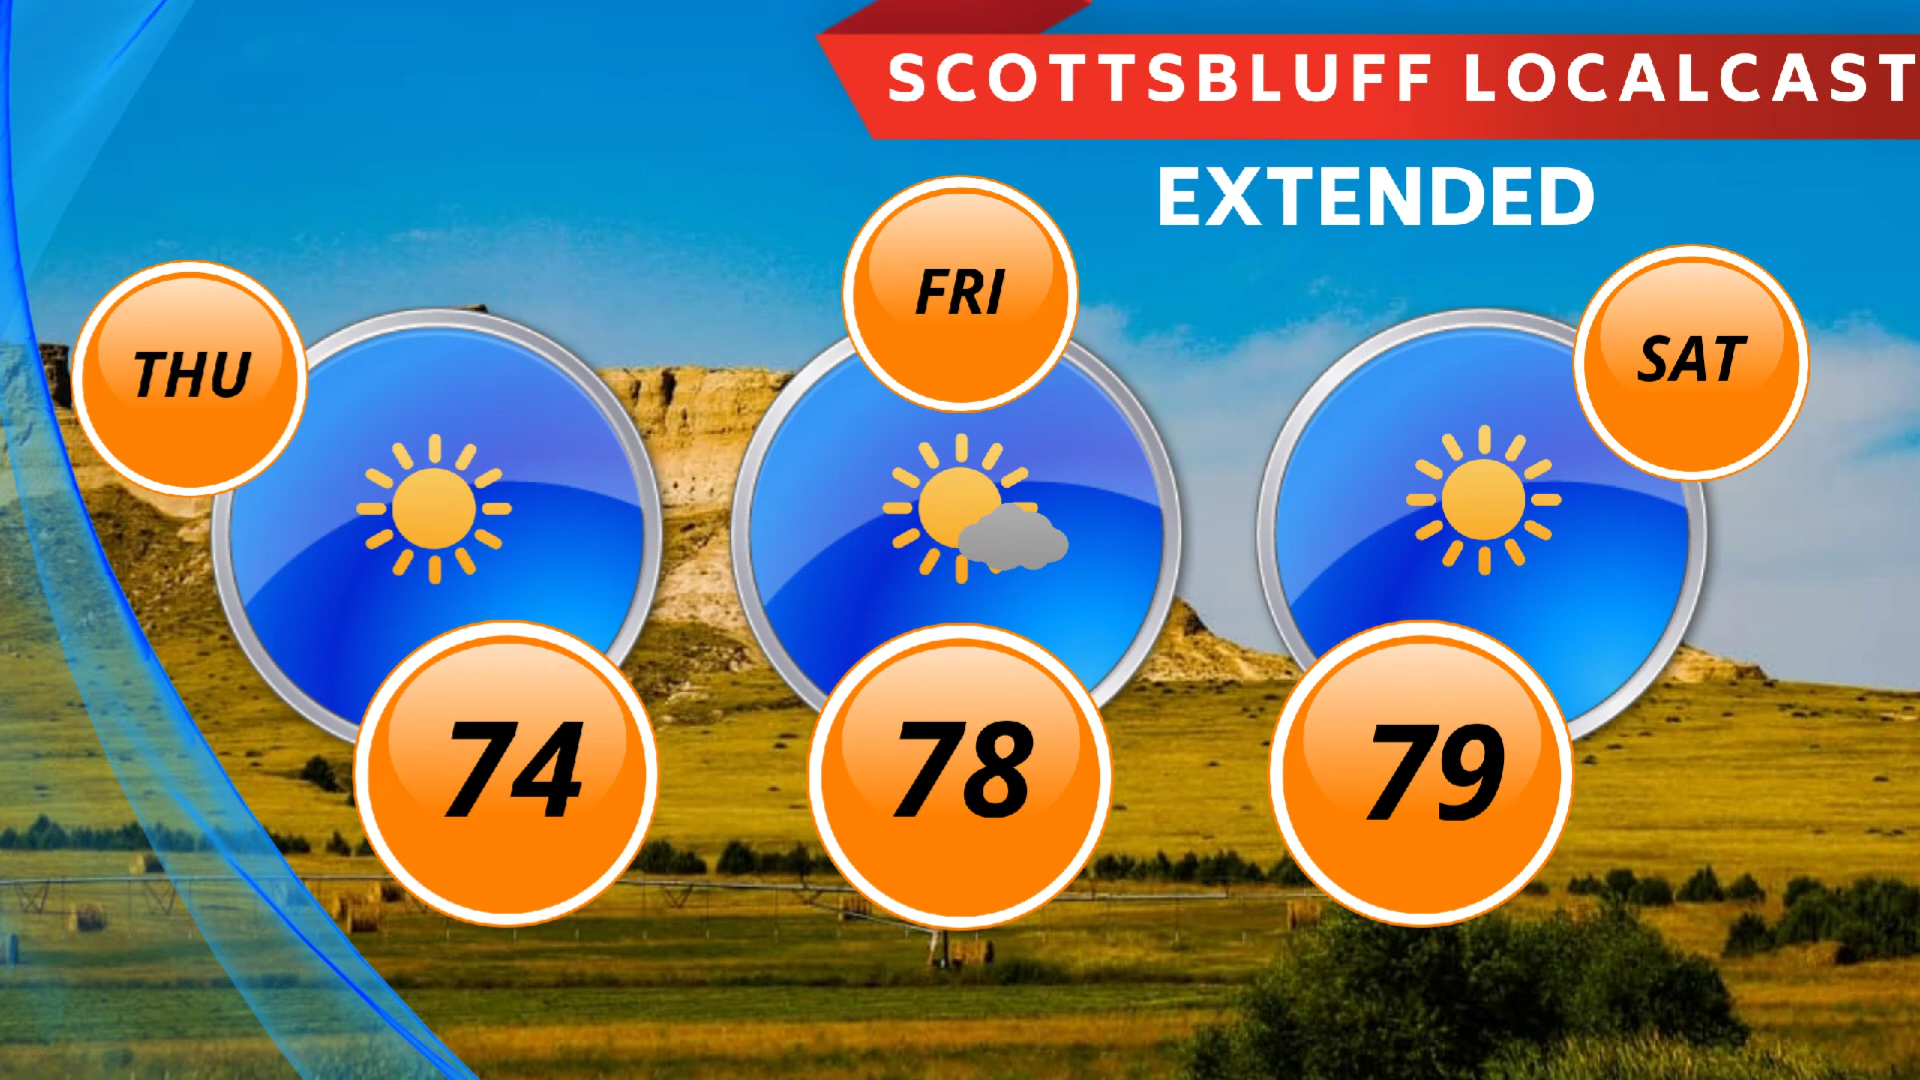 SCOTTSBLUFF LOCALCAST
EXTENDED
THU
FRI
SAT
74
78
79